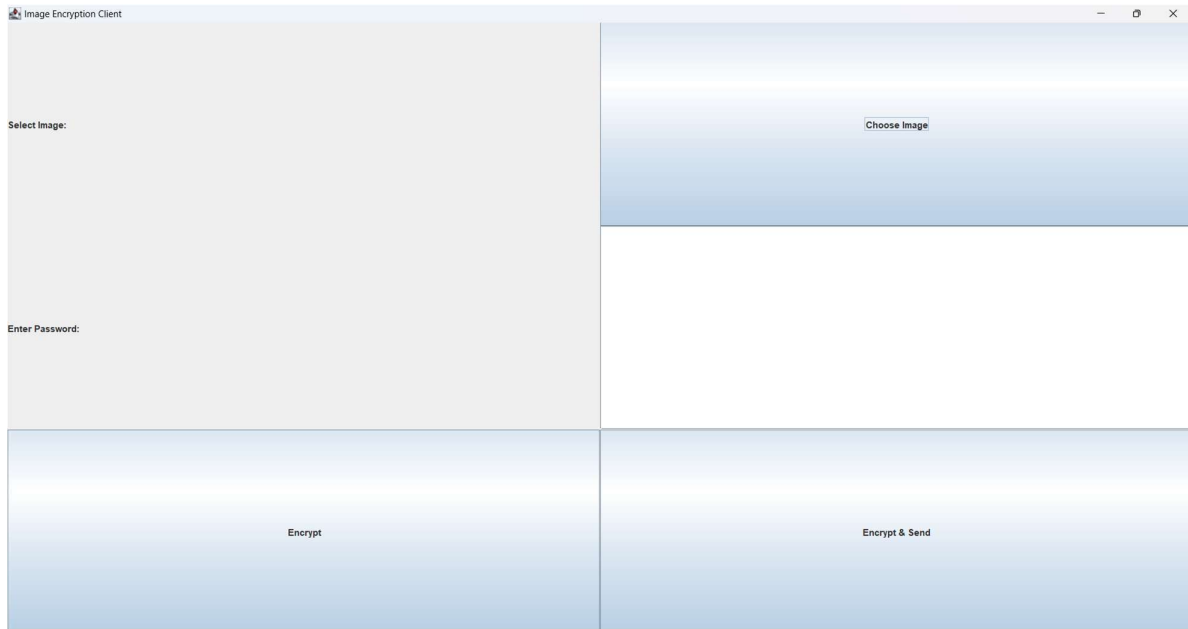 Image Encryption Client
Select Image:
Choose Image
Enter Password:
Encrypt
Encrypt & Send